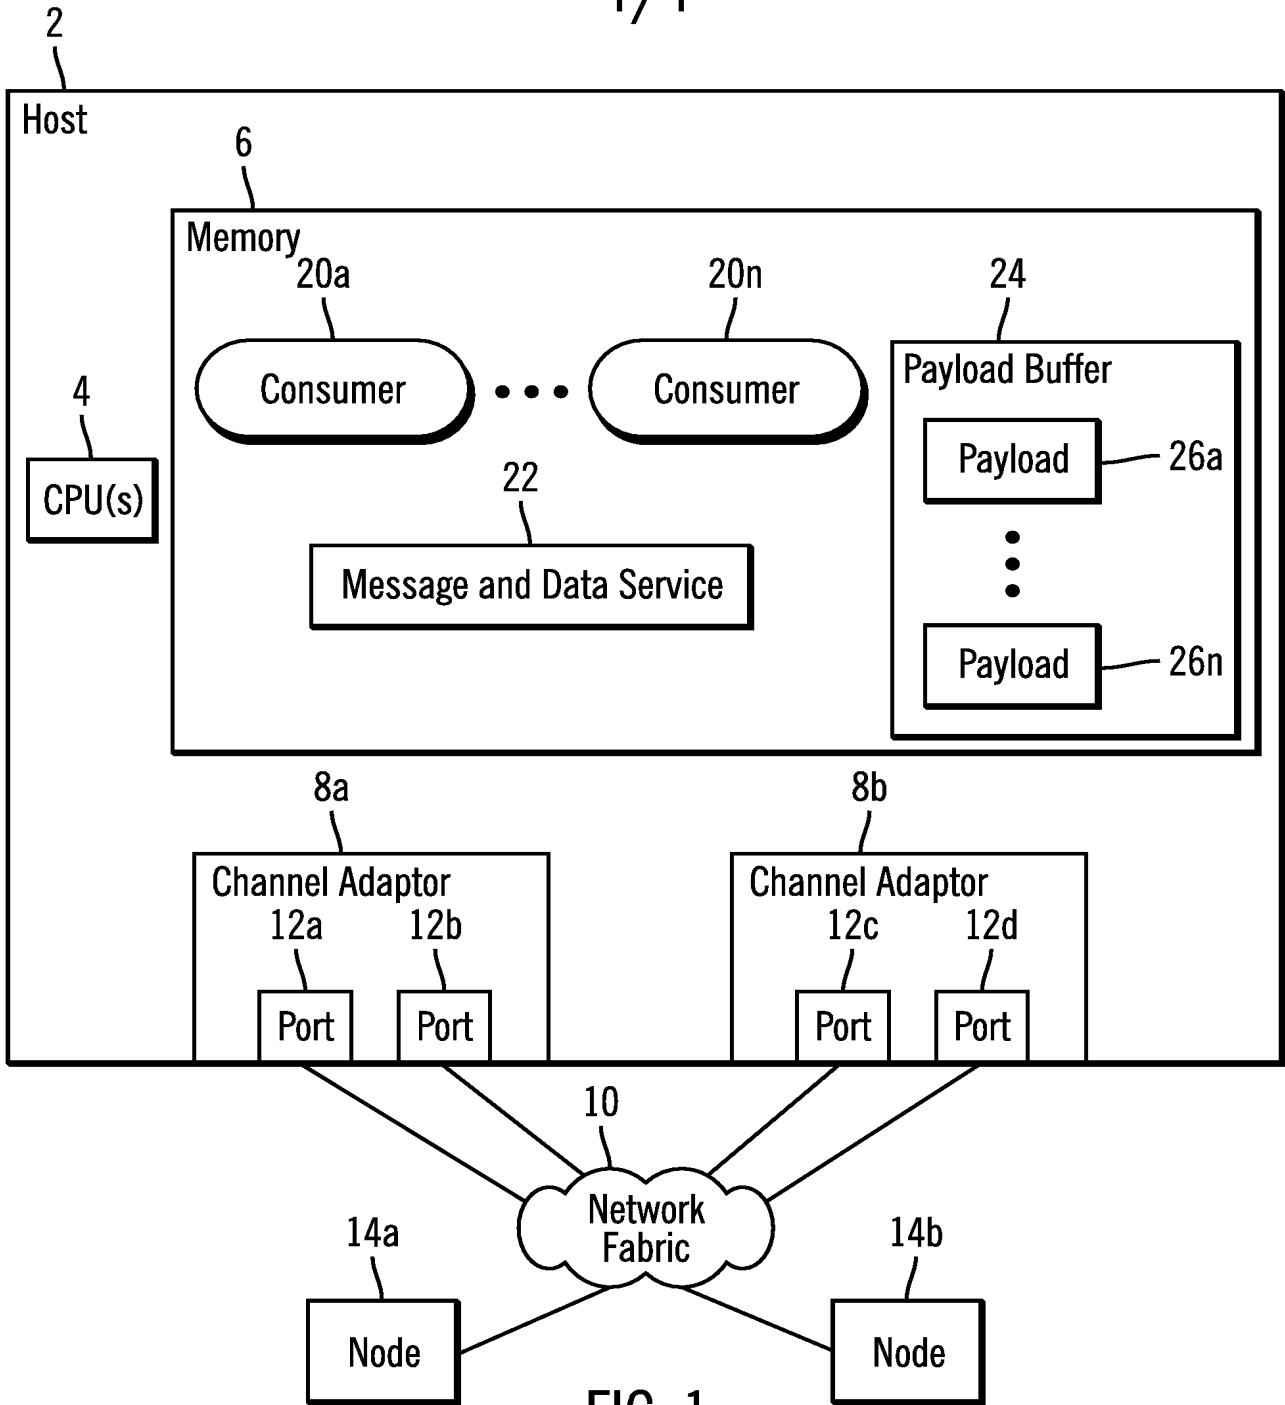 2
Host
6
Memory
20a
20n
24
Consumer
Consumer
Payload Buffer
4
Payload
26a
CPU(s)
22
Message and Data Service
Payload
26n
8a
8b
Channel Adaptor
Channel Adaptor
12a
12b
12c
12d
Port
Port
Port
Port
10
Network
Fabric
14a
14b
Node
Node